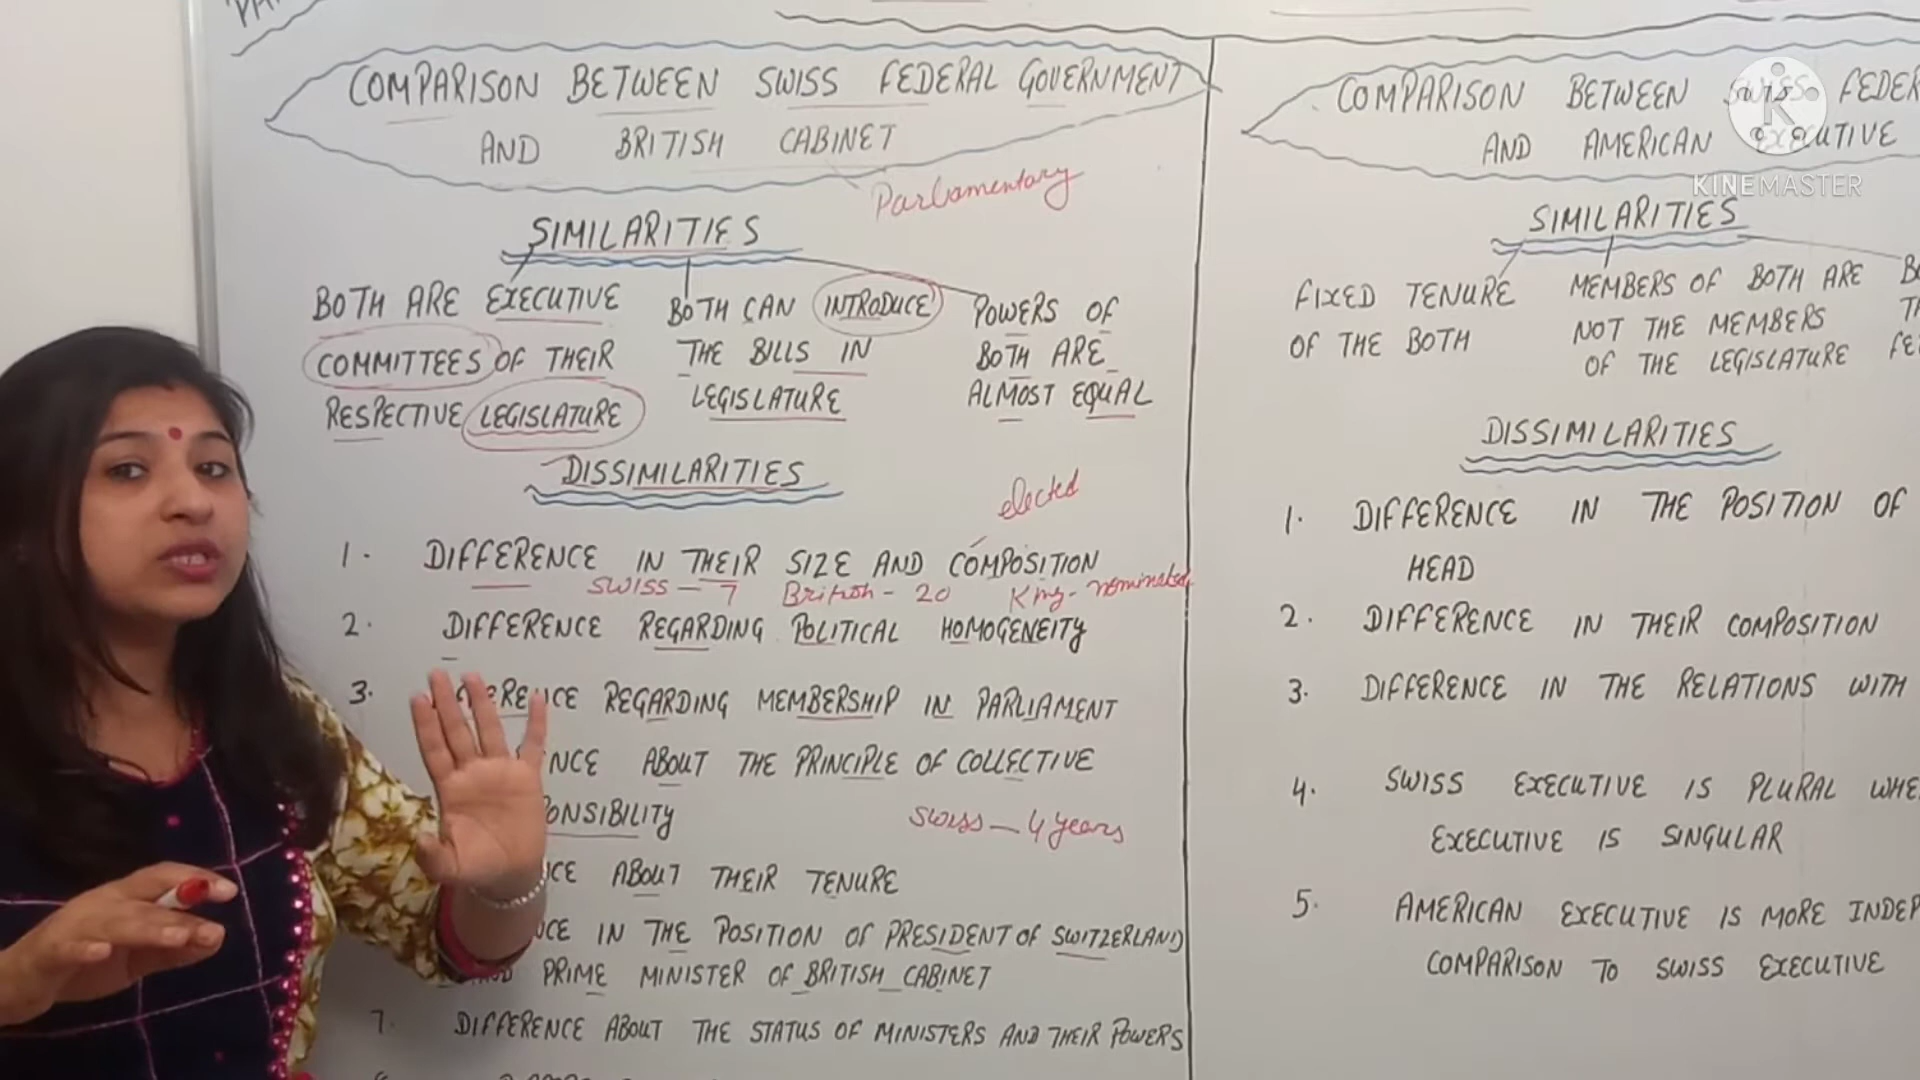 COMPARISON BETWEEN SWISS FEDERAL GOVERNMENT
AND BRITISH CABINET
Parlamentory
SIMILARITIES
BOTH ARE EXECUTIVE
COMMITTEES OF THEIR
RESPECTIVE LEGISLATURE
BOTH CAN INTRODUCE
THE BILLS IN
LEGISLATURE
POWERS OF
BOTH ARE
ALMOST EQUAL
DISSIMILARITIES
elected
1. DIFFERENCE IN THEIR SIZE AND COMPOSITION
SWISS - 7 British - 20 King - nominated
2. DIFFERENCE REGARDING POLITICAL HOMOGENEITY
3. REGARDING MEMBERSHIP IN PARLIAMENT
ABOUT THE PRINCIPLE OF COLLECTIVE
Swiss - 4 years
ABOUT THEIR TENURE
IN THE POSITION OF PRESIDENT OF SWITZERLAND
PRIME MINISTER OF BRITISH CABINET
7. DIFFERENCE ABOUT THE STATUS OF MINISTERS AND THEIR POWERS
COMPARISON BETWEEN SWISS FEDER
AND AMERICAN EXECUTIVE
K
KINEMASTER
SIMILARITIES
FIXED TENURE
OF THE BOTH
MEMBERS OF BOTH ARE
NOT THE MEMBERS
OF THE LEGISLATURE
DISSIMILARITIES
1. DIFFERENCE IN THE POSITION OF
HEAD
2. DIFFERENCE IN THEIR COMPOSITION
3. DIFFERENCE IN THE RELATIONS WITH
4. SWISS EXECUTIVE IS PLURAL WHE
EXECUTIVE IS SINGULAR
5. AMERICAN EXECUTIVE IS MORE INDEP
COMPARISON TO SWISS EXECUTIVE